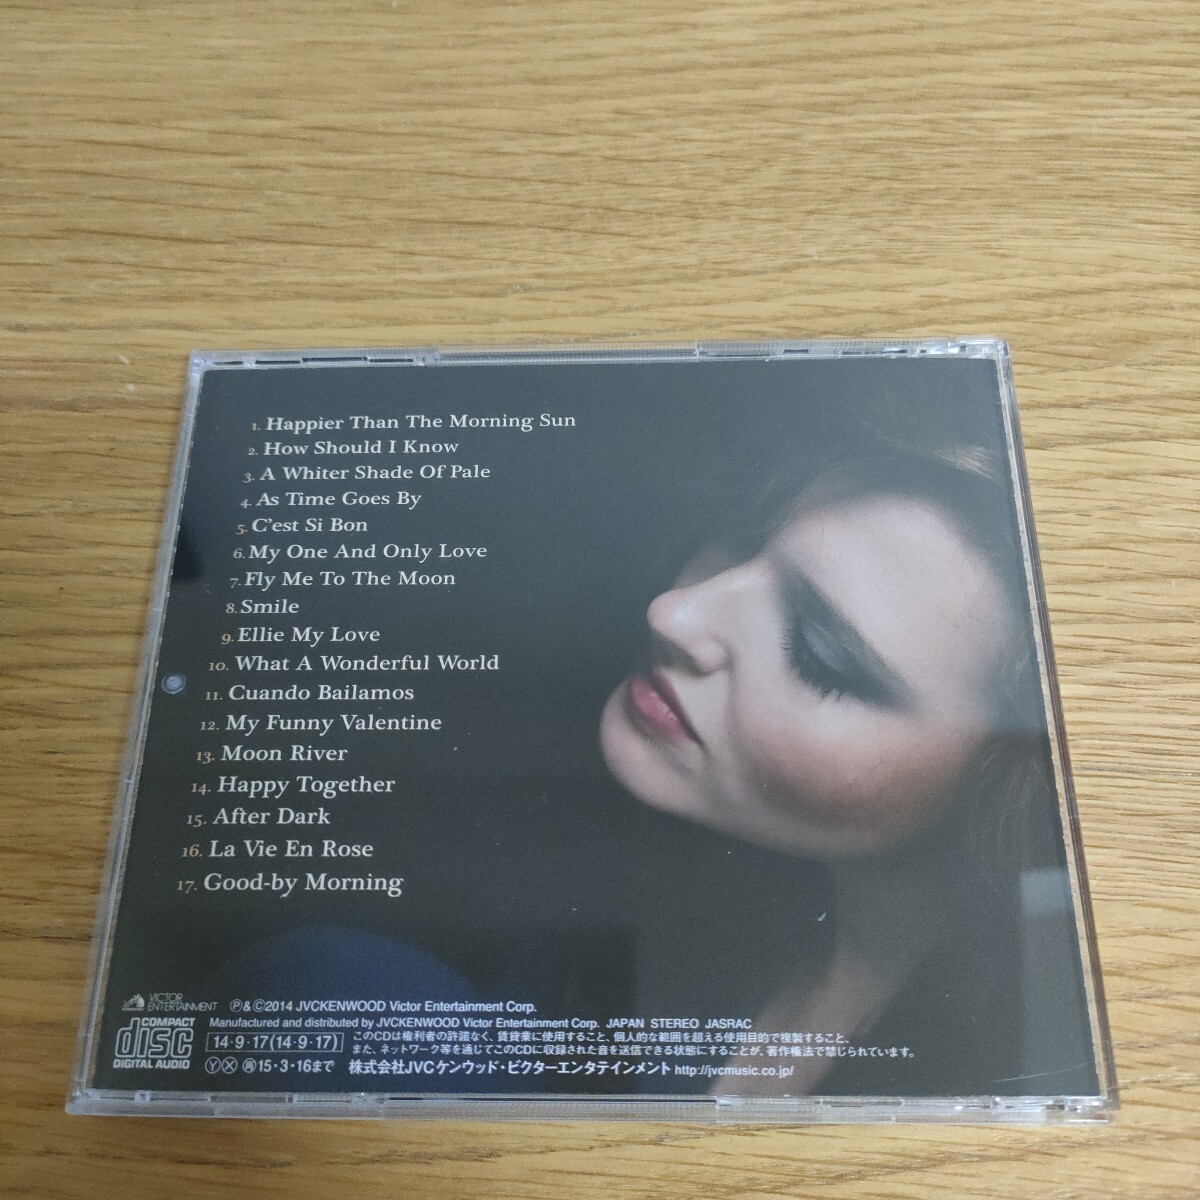 1. Happier Than The Morning Sun
2. How Should I Know
3. A Whiter Shade Of Pale
4. As Time Goes By
5. C'est Si Bon
6. My One And Only Love
7. Fly Me To The Moon
8. Smile
9. Ellie My Love
10. What A Wonderful World
11. Cuando Bailamos
12. My Funny Valentine
13. Moon River
14. Happy Together
15. After Dark
16. La Vie En Rose
17. Good-by Morning
VICTOR ENTERTAINMENT ℗&©2014 JVCKENWOOD Victor Entertainment Corp.
Manufactured and distributed by JVCKENWOOD Victor Entertainment Corp. JAPAN STEREO JASRAC
COMPACT disc DIGITAL AUDIO
14・9・17(14・9・17)
このCDは権利者の許諾なく、賃貸業に使用すること、個人的な範囲を超える使用目的で複製すること、
また、ネットワーク等を通じてこのCDに収録された音を送信できる状態にすることが、著作権法で禁じられています。
Ⓨ Ⓧ 再 15・3・16まで 株式会社JVCケンウッド・ビクターエンタテインメント http://jvcmusic.co.jp/